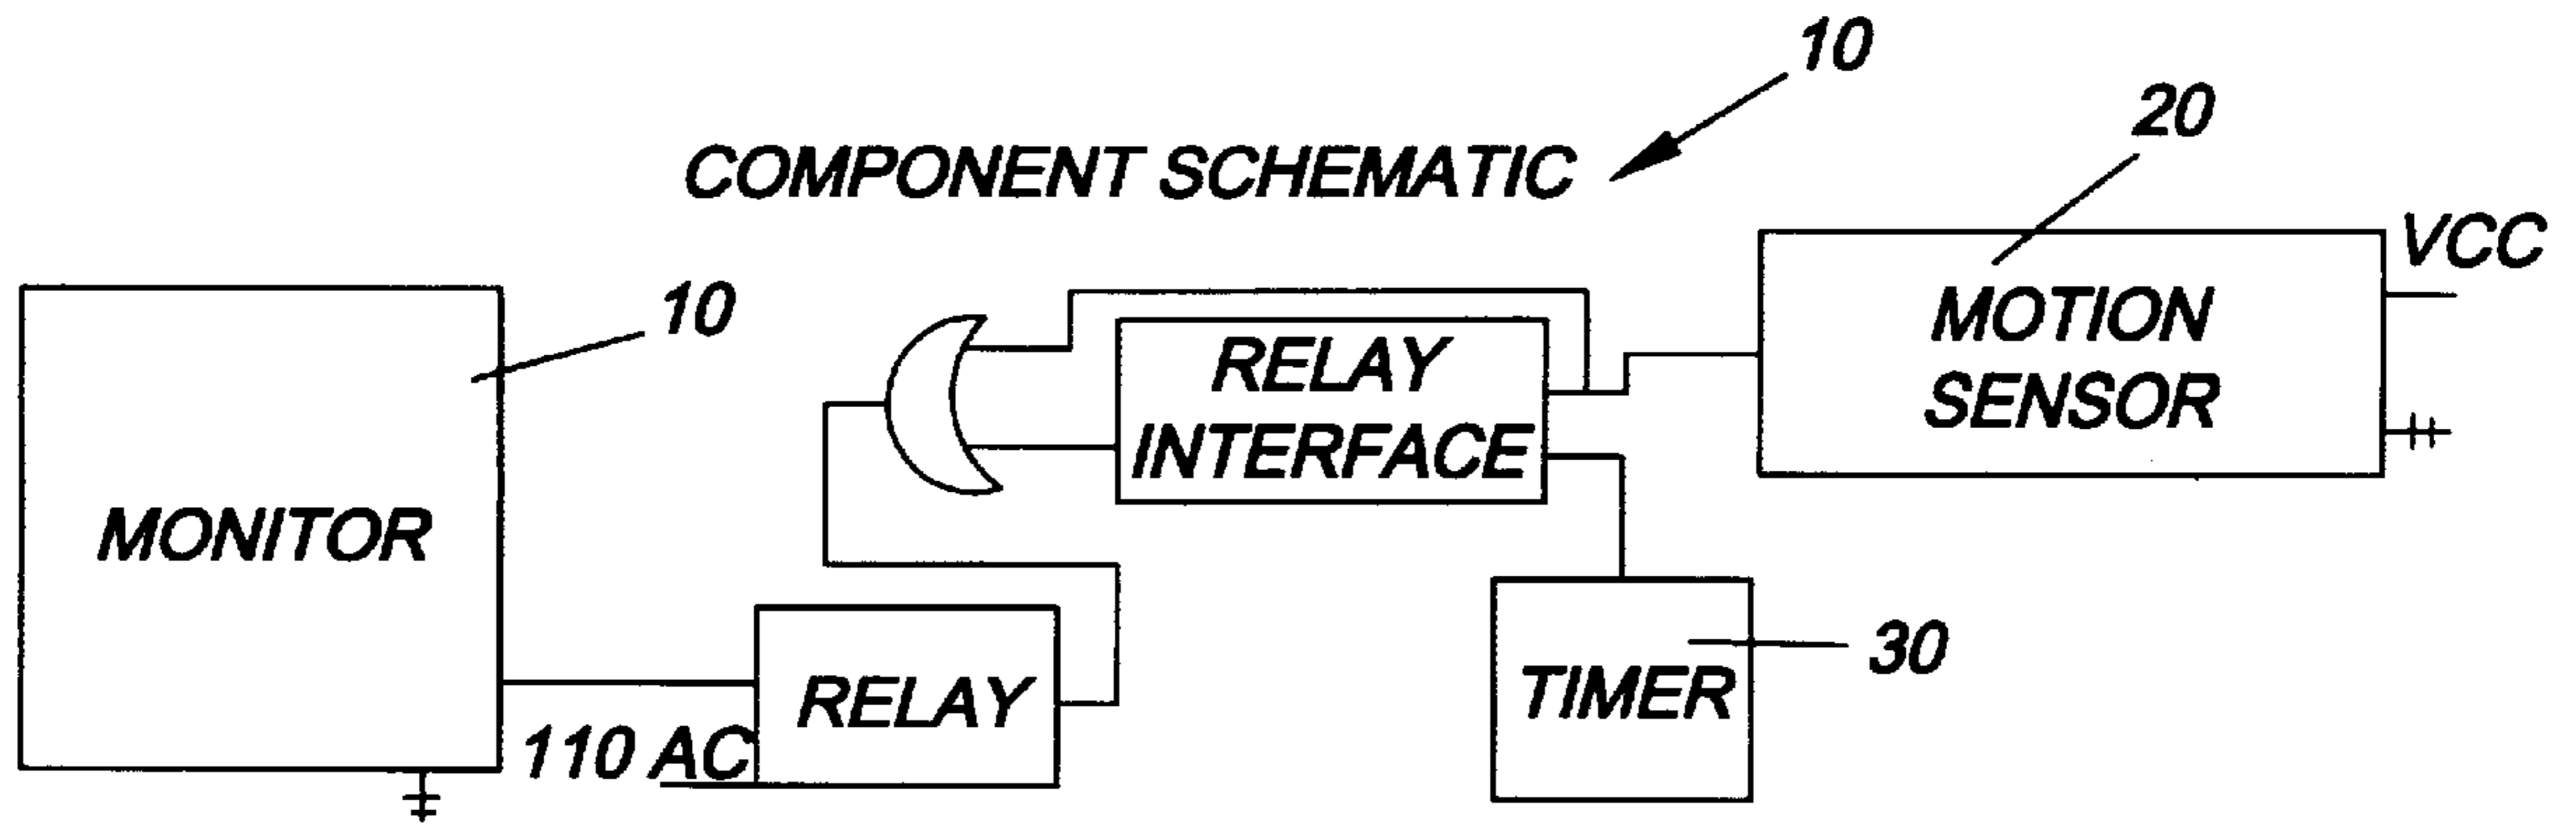 10
COMPONENT SCHEMATIC
20
VCC
10
MOTION
SENSOR
RELAY
INTERFACE
MONITOR
RELAY
110 AC
TIMER
30